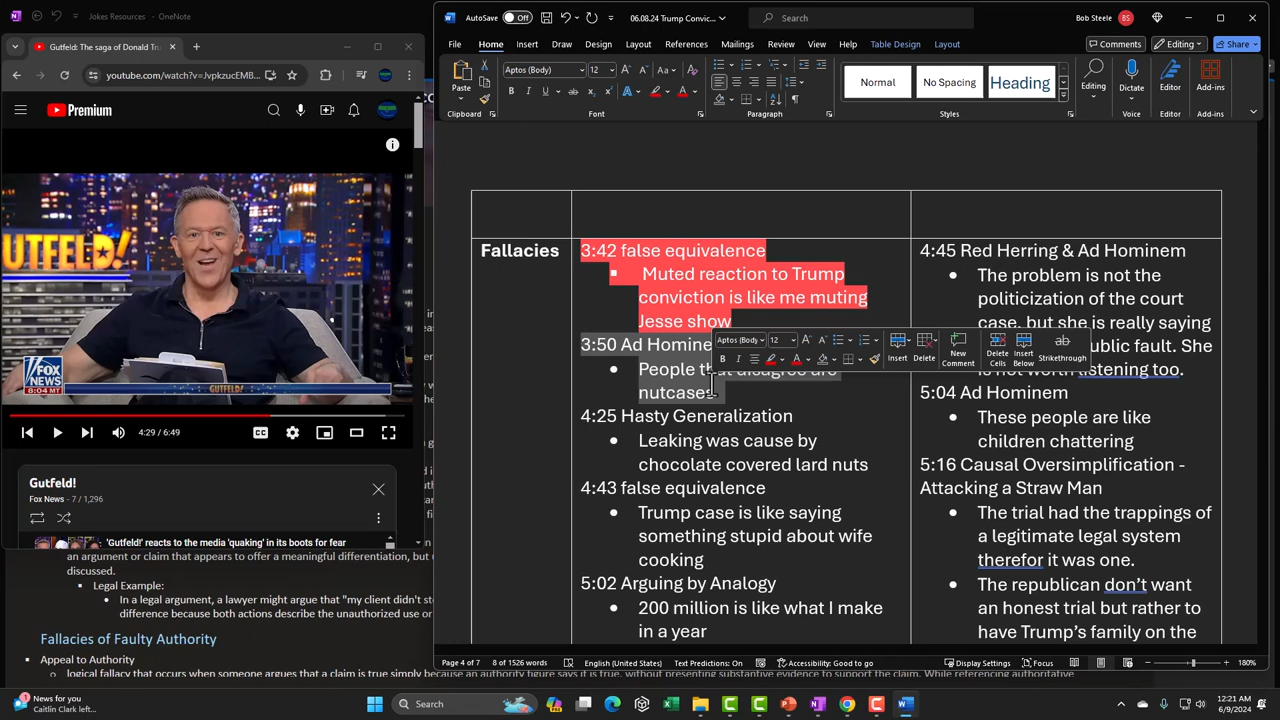 Jokes Resources - OneNote
Gutfeld: The saga of Donald Tru
youtube.com/watch?v=JvpkzucEMB...
Premium
GUTFELD!
FOX
NEWS
8:04 MT
GUTFELD!
4:29 / 6:49
Gutfeld!
Fox News - 7 / 1,296
'Gutfeld!' reacts to the media 'quaking' in its boots for fear
an argument or claim that appears to offer a meaningful differentiation, but
discussed.
Legal Example:
In a legal argument, a lawyer might argue that "my client didn't
difference because both actions describe the unauthorized use of
Fallacies of Faulty Authority
Appeal to Authority
AutoSave Off
06.08.24 Trump Convic...
Search
Bob Steele BS
File Home Insert Draw Design Layout References Mailings Review View Help Table Design Layout
Comments Editing Share
Paste
Aptos (Body) 12
Normal No Spacing Heading
Editing Dictate Editor Add-ins
Clipboard Font Paragraph Styles Voice Editor Add-ins
Fallacies
3:42 false equivalence
Muted reaction to Trump
conviction is like me muting
Jesse show
3:50 Ad Homine
People that disagree are
nutcases
4:25 Hasty Generalization
Leaking was cause by
chocolate covered lard nuts
4:43 false equivalence
Trump case is like saying
something stupid about wife
cooking
5:02 Arguing by Analogy
200 million is like what I make
in a year
4:45 Red Herring & Ad Hominem
The problem is not the
politicization of the court
case, but she is really saying
public fault. She
is not worth listening too.
5:04 Ad Hominem
These people are like
children chattering
5:16 Causal Oversimplification -
Attacking a Straw Man
The trial had the trappings of
a legitimate legal system
therefor it was one.
The republican don't want
an honest trial but rather to
have Trump's family on the
Aptos (Body 12
Insert Delete New Comment Delete Cells Insert Below Strikethrough
Page 4 of 7 8 of 1526 words English (United States) Text Predictions: On Accessibility: Good to go Display Settings Focus 180%
logical fallacy that occurs when someone argues that a claim is true simply because an authority figure says it is true, without presenting substantive evidence to support the claim. While referencing authoritative
News for you
Caitlin Clark left...
Search
12:21 AM
6/9/2024